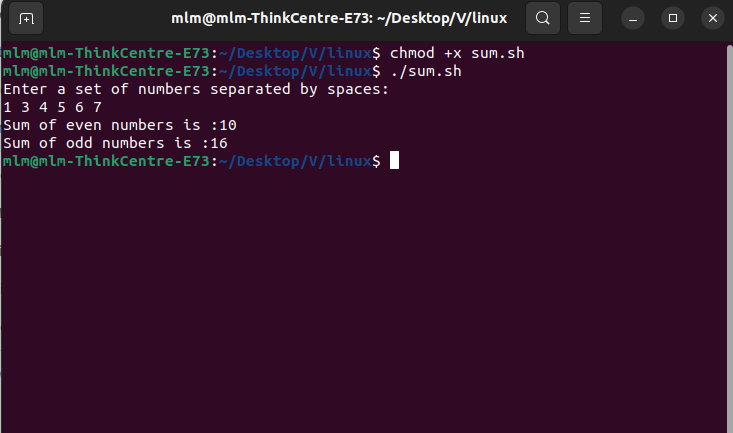 mlm@mlm-ThinkCentre-E73: ~/Desktop/V/linux
mlm@mlm-ThinkCentre-E73:~/Desktop/V/linux$ chmod +x sum.sh
mlm@mlm-ThinkCentre-E73:~/Desktop/V/linux$ ./sum.sh
Enter a set of numbers separated by spaces:
1 3 4 5 6 7
Sum of even numbers is :10
Sum of odd numbers is :16
mlm@mlm-ThinkCentre-E73:~/Desktop/V/linux$